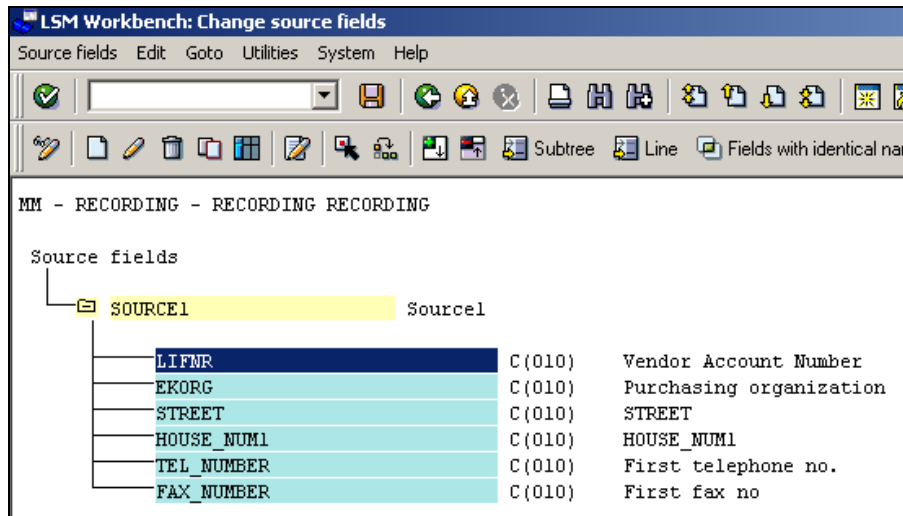 LSM Workbench: Change source fields
Source fields Edit Goto Utilities System Help
Subtree Line Fields with identical na
MM - RECORDING - RECORDING RECORDING
Source fields
SOURCE1 Source1
LIFNR C(010) Vendor Account Number
EKORG C(010) Purchasing organization
STREET C(010) STREET
HOUSE_NUM1 C(010) HOUSE_NUM1
TEL_NUMBER C(010) First telephone no.
FAX_NUMBER C(010) First fax no